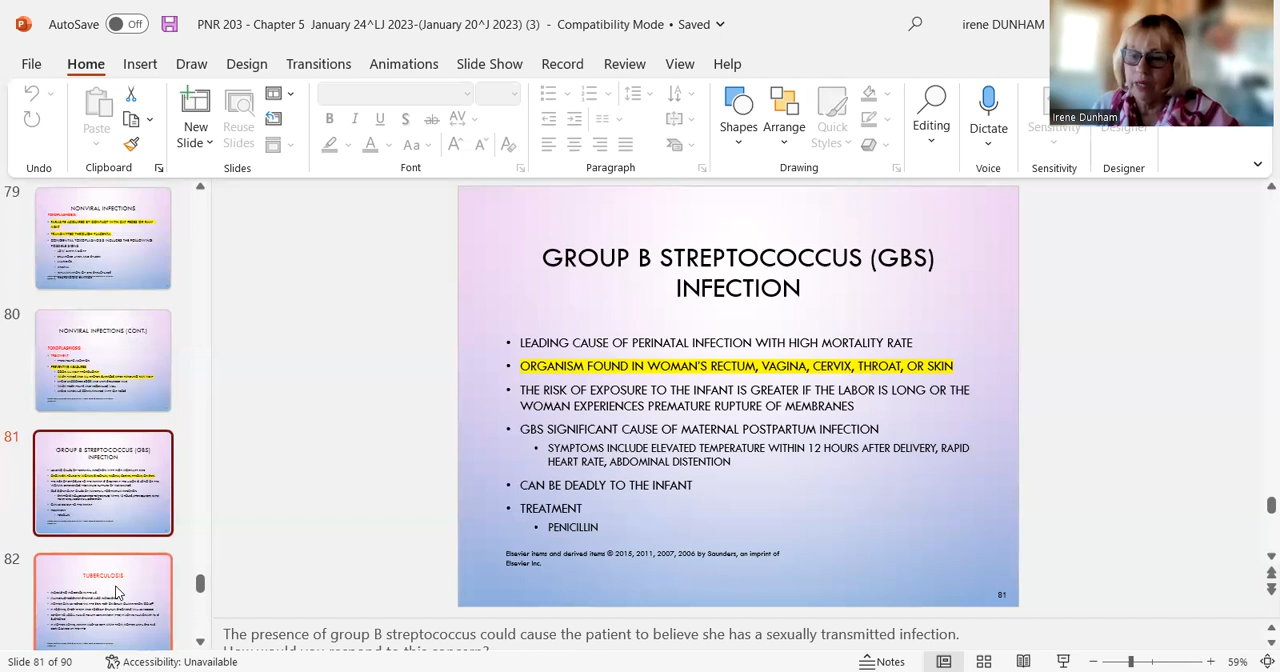 AutoSave Off PNR 203 - Chapter 5 January 24^LJ 2023-(January 20^J 2023) (3) - Compatibility Mode • Saved irene DUNHAM
File Home Insert Draw Design Transitions Animations Slide Show Record Review View Help
Irene Dunham
Paste
New Slide
Reuse Slides
B I U S ab AV
Aa A A
Shapes Arrange Quick Styles
Editing
Dictate
Sensitivity
Designer
Undo Clipboard Slides Font Paragraph Drawing Voice Sensitivity Designer
79
NONVIRAL INFECTIONS
80
NONVIRAL INFECTIONS (CONT.)
81
GROUP B STREPTOCOCCUS (GBS)
INFECTION
82
TUBERCULOSIS
GROUP B STREPTOCOCCUS (GBS)
INFECTION
• LEADING CAUSE OF PERINATAL INFECTION WITH HIGH MORTALITY RATE
• ORGANISM FOUND IN WOMAN'S RECTUM, VAGINA, CERVIX, THROAT, OR SKIN
• THE RISK OF EXPOSURE TO THE INFANT IS GREATER IF THE LABOR IS LONG OR THE
WOMAN EXPERIENCES PREMATURE RUPTURE OF MEMBRANES
• GBS SIGNIFICANT CAUSE OF MATERNAL POSTPARTUM INFECTION
• SYMPTOMS INCLUDE ELEVATED TEMPERATURE WITHIN 12 HOURS AFTER DELIVERY, RAPID
HEART RATE, ABDOMINAL DISTENTION
• CAN BE DEADLY TO THE INFANT
• TREATMENT
• PENICILLIN
Elsevier items and derived items © 2015, 2011, 2007, 2006 by Saunders, an imprint of
Elsevier Inc.
81
The presence of group B streptococcus could cause the patient to believe she has a sexually transmitted infection.
How would you respond to this concern?
Slide 81 of 90 Accessibility: Unavailable Notes 59%